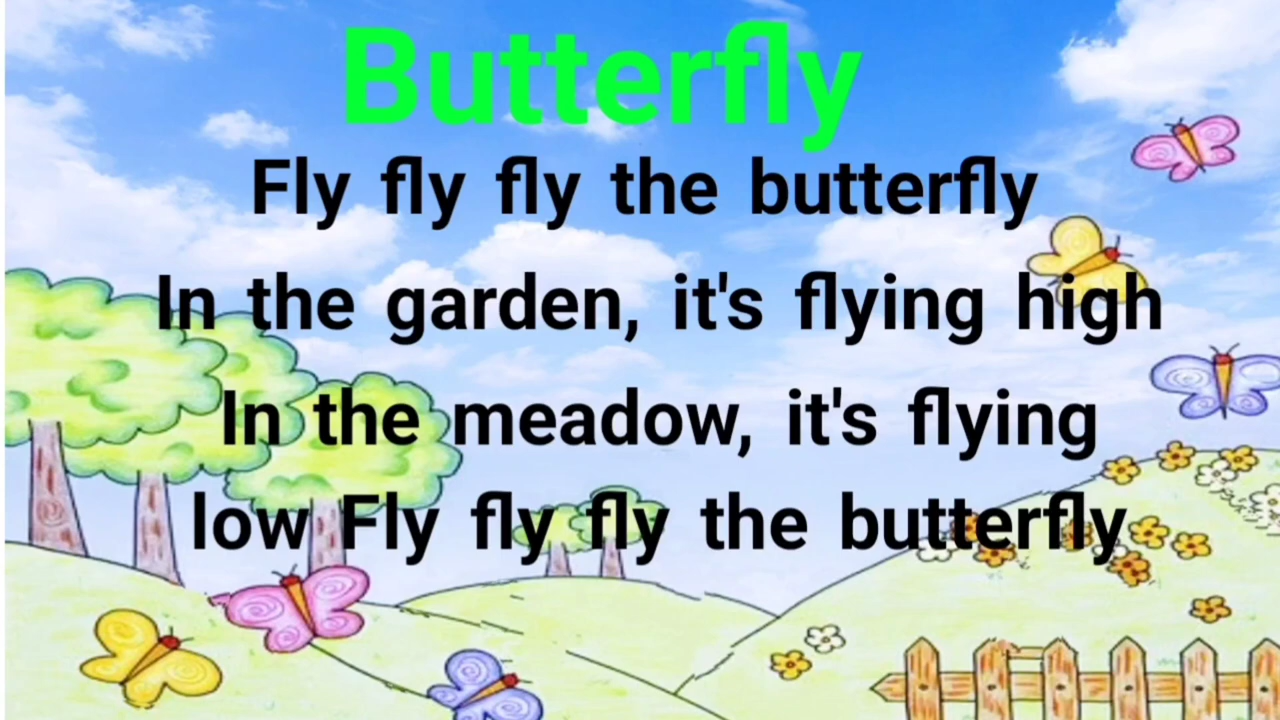 Butterfly
Fly fly fly the butterfly
In the garden, it's flying high
In the meadow, it's flying
low Fly fly fly the butterfly